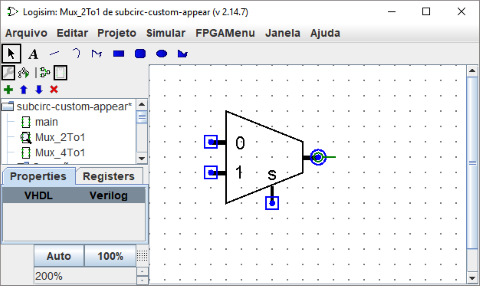 Logisim: Mux_2To1 de subcirc-custom-appear (v 2.14.7)
Arquivo Editar Projeto Simular FPGAMenu Janela Ajuda
A
subcirc-custom-appear*
main
Mux_2To1
Mux_4To1
Properties Registers
VHDL Verilog
Auto 100%
200%
0
1
s